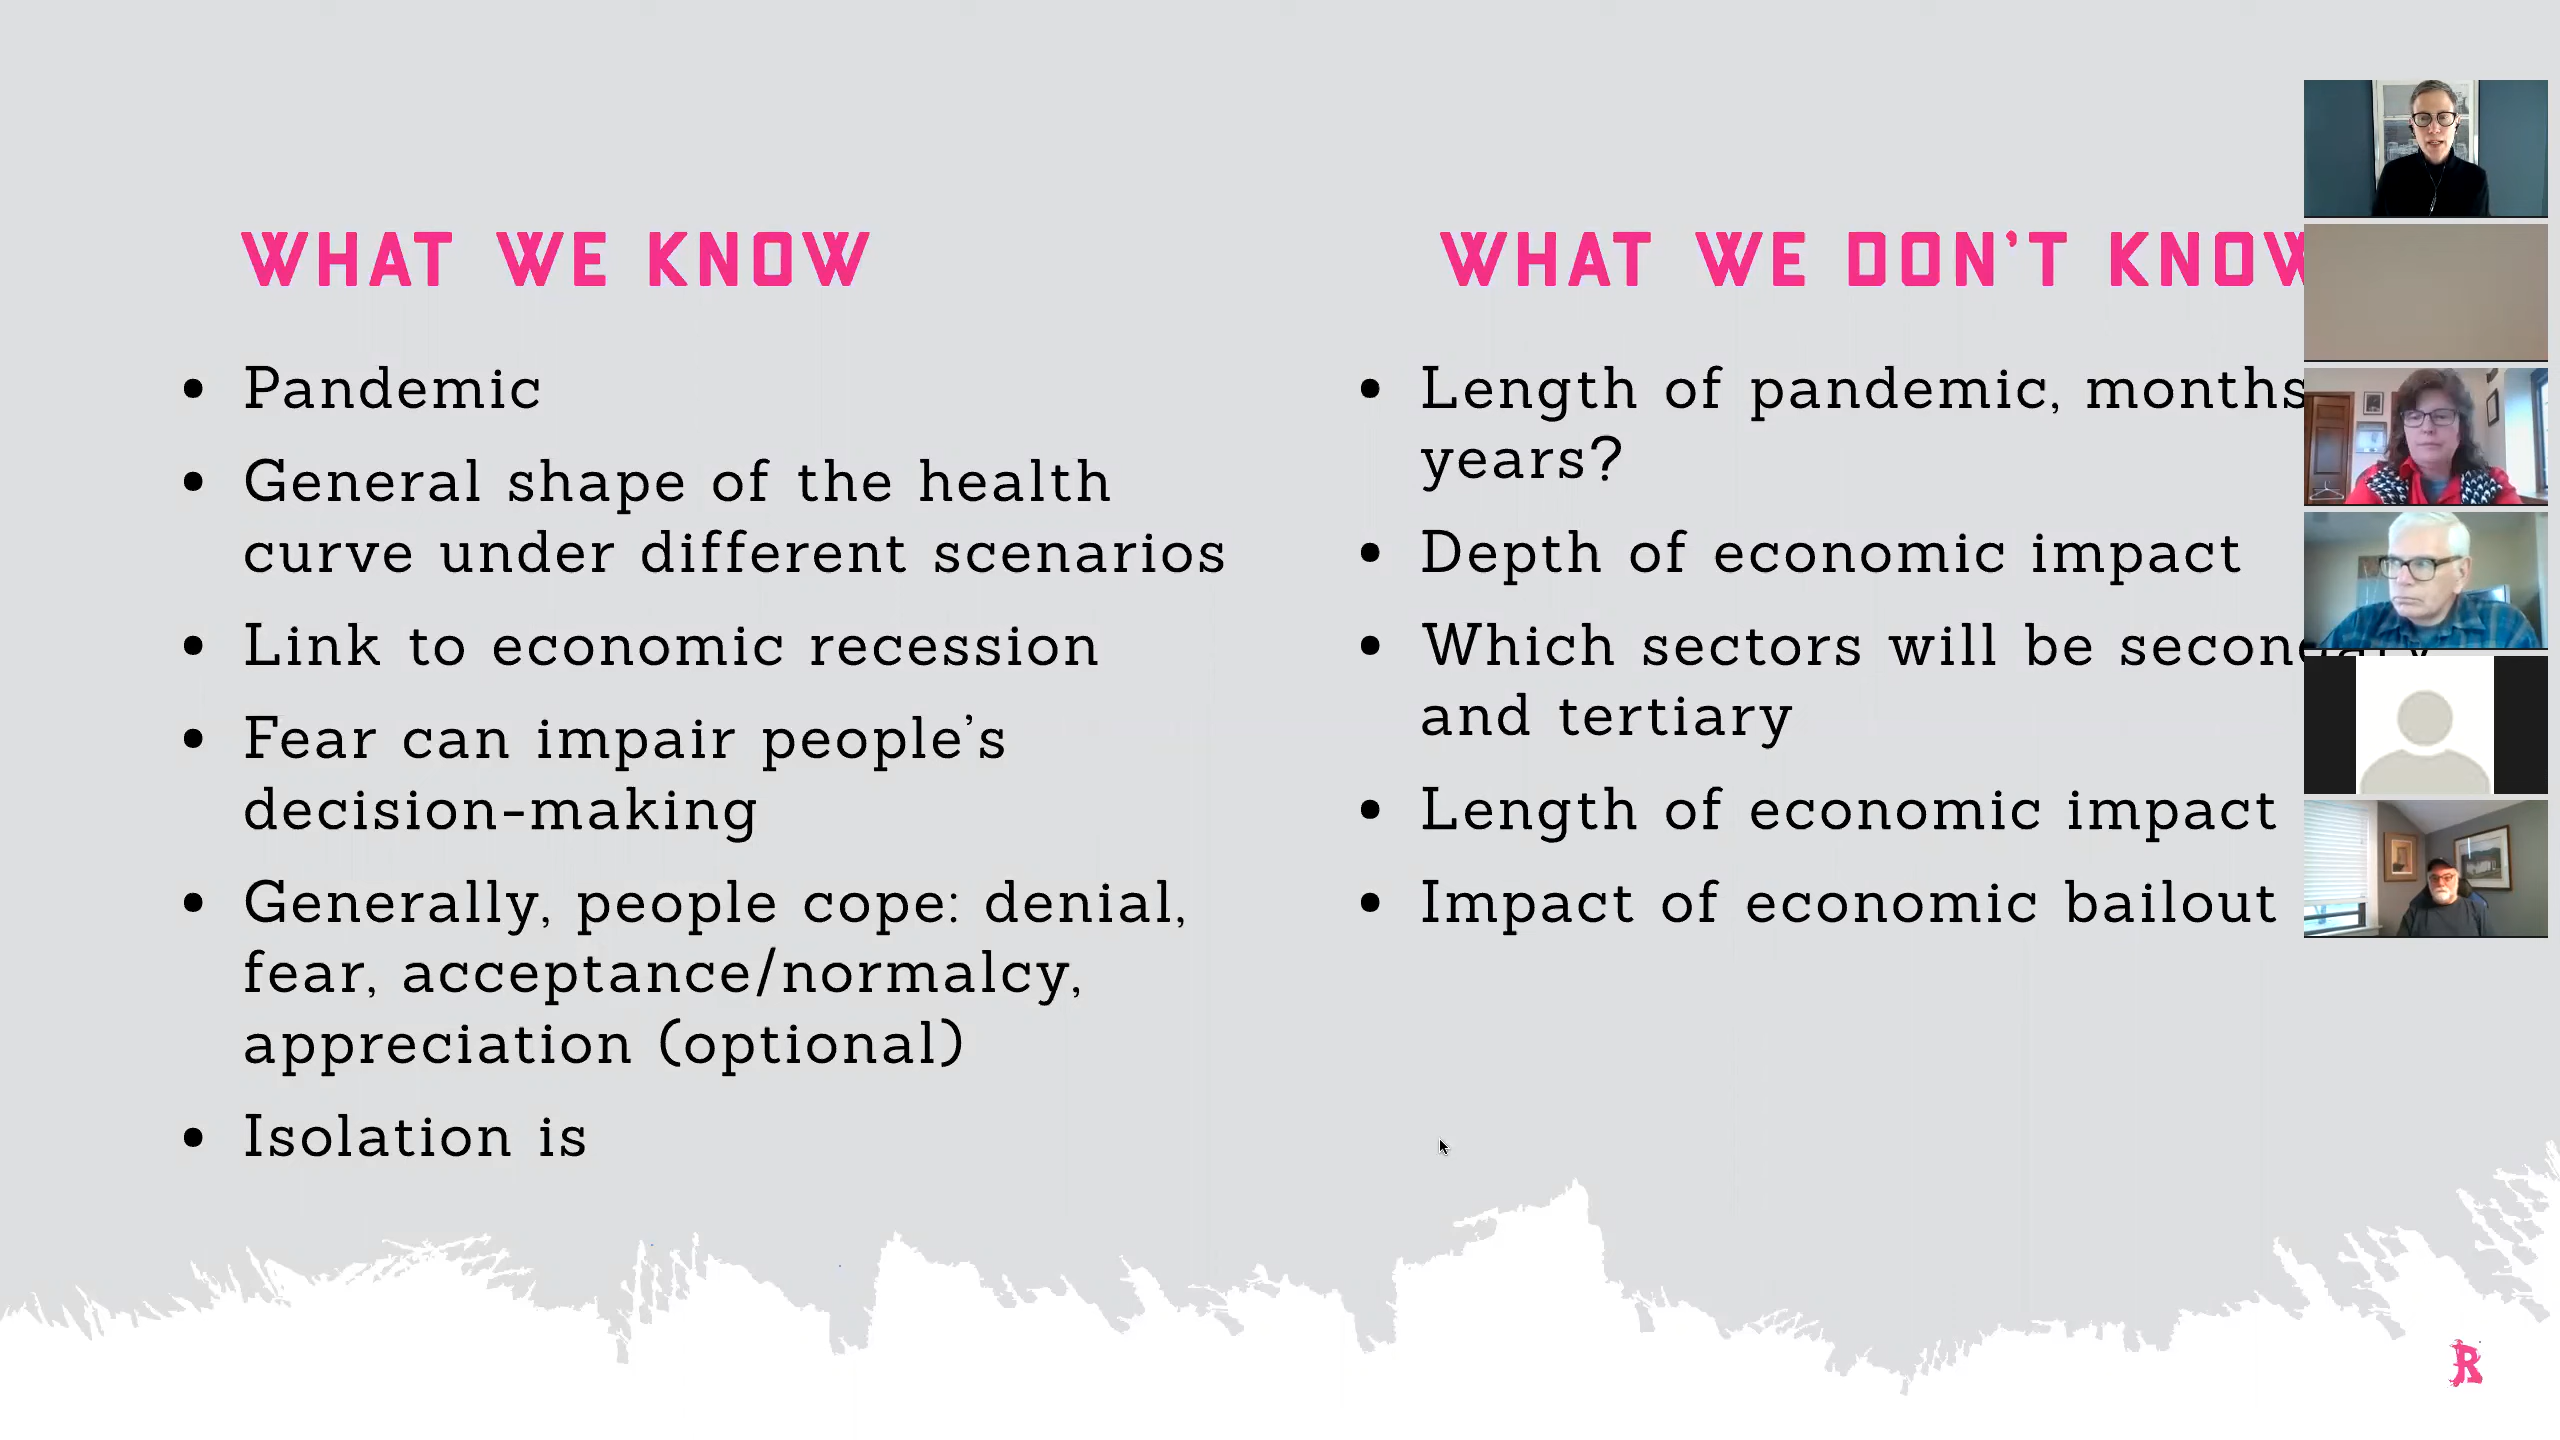 WHAT WE KNOW
Pandemic
General shape of the health
curve under different scenarios
Link to economic recession
Fear can impair people’s
decision-making
Generally, people cope: denial,
fear, acceptance/normalcy,
appreciation (optional)
Isolation is
WHAT WE DON’T KNOW
Length of pandemic, months
years?
Depth of economic impact
Which sectors will be secondary
and tertiary
Length of economic impact
Impact of economic bailout
R